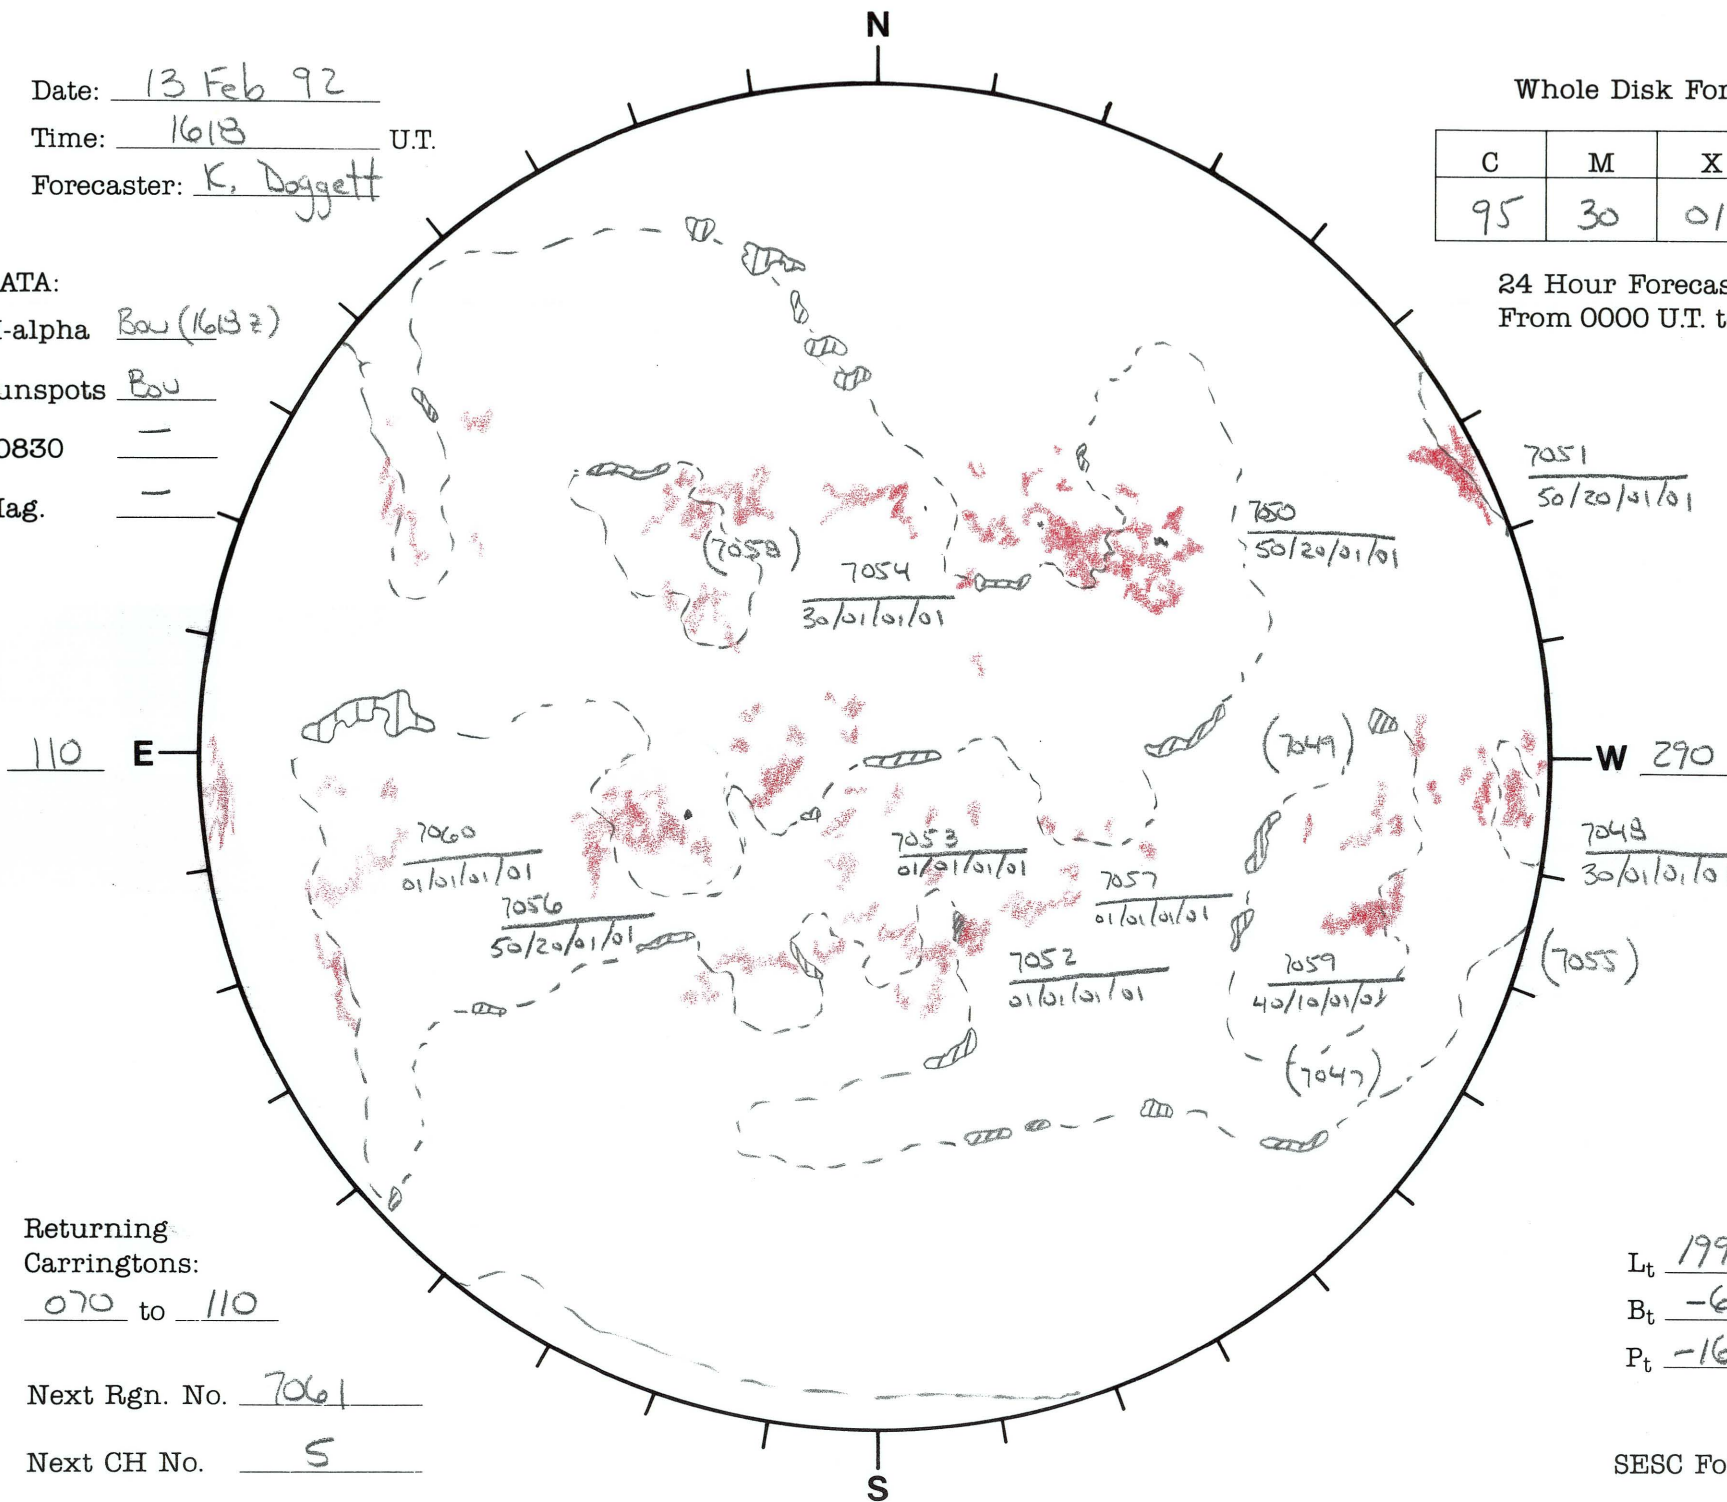 N
Date: 13 Feb 92
Time: 1618 U.T.
Forecaster: K. Doggett
Whole Disk For
C M X
95 30 01
24 Hour Forecas
From 0000 U.T. t
ATA:
I-alpha Bou (1618z)
unspots Bou
0830 —
Mag. —
7051
50/20/01/01
7050
50/20/01/01
(7058)
7054
30/01/01/01
110 E
(7049)
W 290
7060
01/01/01/01
7053
01/01/01/01
7048
30/01/01/0
7057
01/01/01/01
7056
50/20/01/01
7052
01/01/01/01
7059
40/10/01/01
(7055)
(7047)
Returning
Carringtons:
070 to 110
Next Rgn. No. 7061
Next CH No. 5
Lt 199
Bt -6
Pt -16
SESC Fo
S